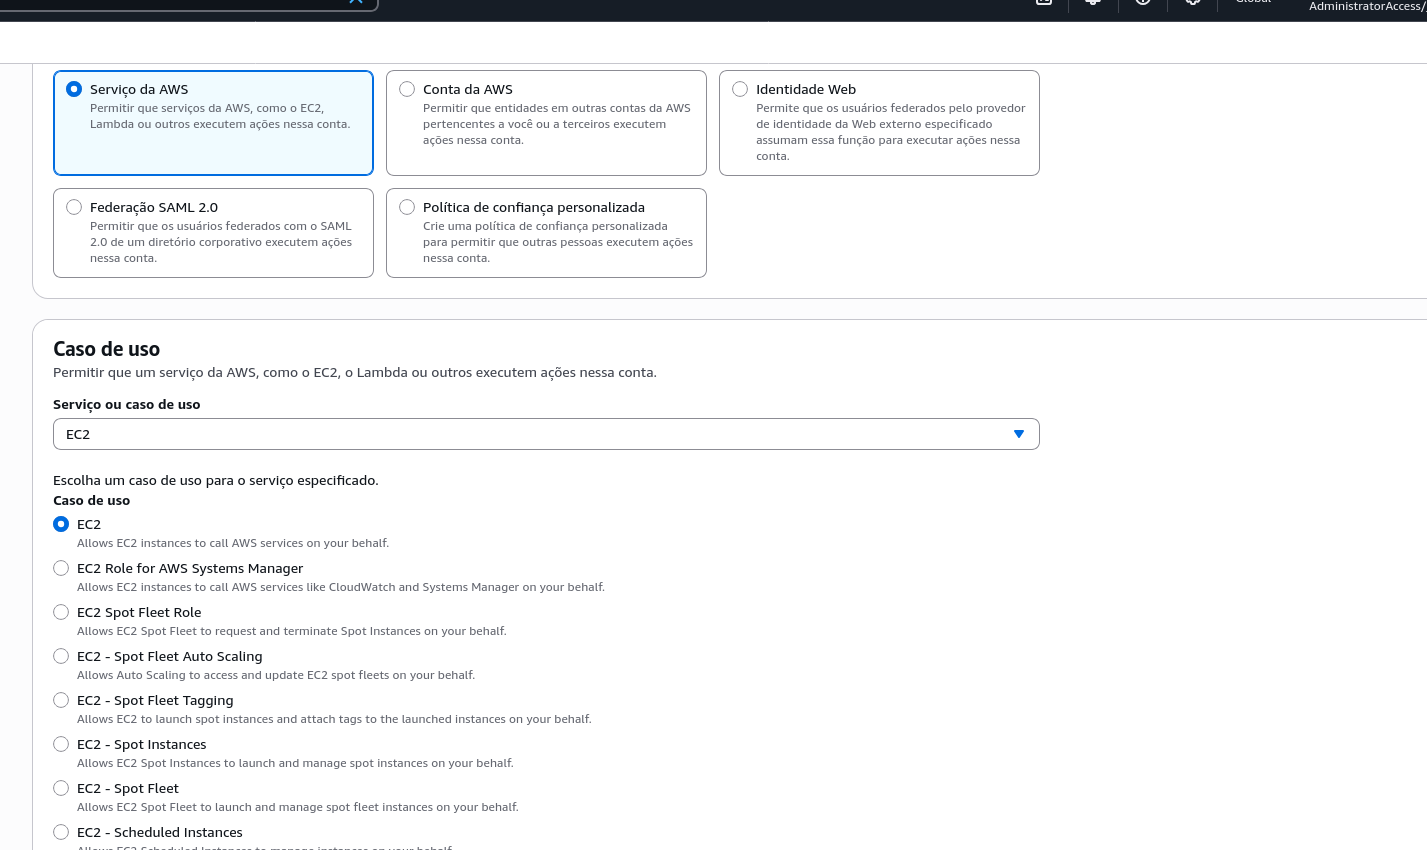 AdministratorAccess/
Serviço da AWS
Permitir que serviços da AWS, como o EC2,
Lambda ou outros executem ações nessa conta.
Conta da AWS
Permitir que entidades em outras contas da AWS
pertencentes a você ou a terceiros executem
ações nessa conta.
Identidade Web
Permite que os usuários federados pelo provedor
de identidade da Web externo especificado
assumam essa função para executar ações nessa
conta.
Federação SAML 2.0
Permitir que os usuários federados com o SAML
2.0 de um diretório corporativo executem ações
nessa conta.
Política de confiança personalizada
Crie uma política de confiança personalizada
para permitir que outras pessoas executem ações
nessa conta.
Caso de uso
Permitir que um serviço da AWS, como o EC2, o Lambda ou outros executem ações nessa conta.
Serviço ou caso de uso
EC2
Escolha um caso de uso para o serviço especificado.
Caso de uso
EC2
Allows EC2 instances to call AWS services on your behalf.
EC2 Role for AWS Systems Manager
Allows EC2 instances to call AWS services like CloudWatch and Systems Manager on your behalf.
EC2 Spot Fleet Role
Allows EC2 Spot Fleet to request and terminate Spot Instances on your behalf.
EC2 - Spot Fleet Auto Scaling
Allows Auto Scaling to access and update EC2 spot fleets on your behalf.
EC2 - Spot Fleet Tagging
Allows EC2 to launch spot instances and attach tags to the launched instances on your behalf.
EC2 - Spot Instances
Allows EC2 Spot Instances to launch and manage spot instances on your behalf.
EC2 - Spot Fleet
Allows EC2 Spot Fleet to launch and manage spot fleet instances on your behalf.
EC2 - Scheduled Instances
Allows EC2 Scheduled Instances to manage instances on your behalf.